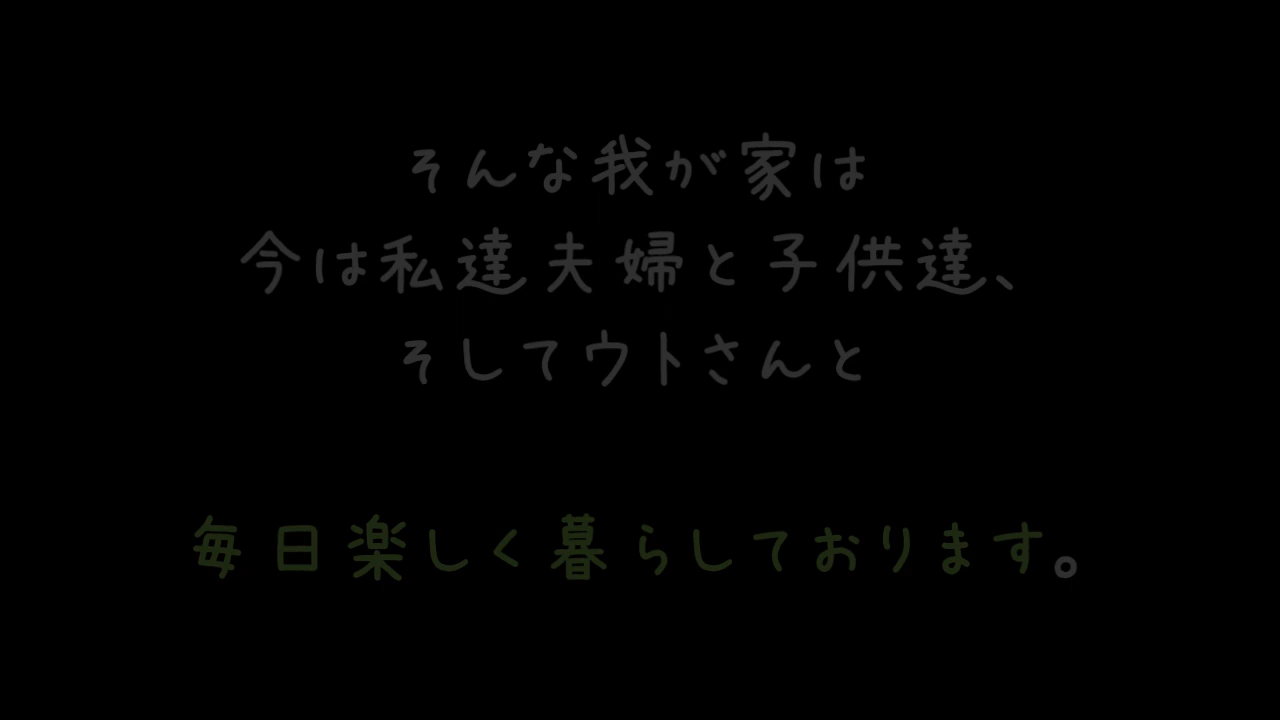 そんな我が家は
今は私達夫婦と子供達、
そしてウトさんと
毎日楽しく暮らしております。